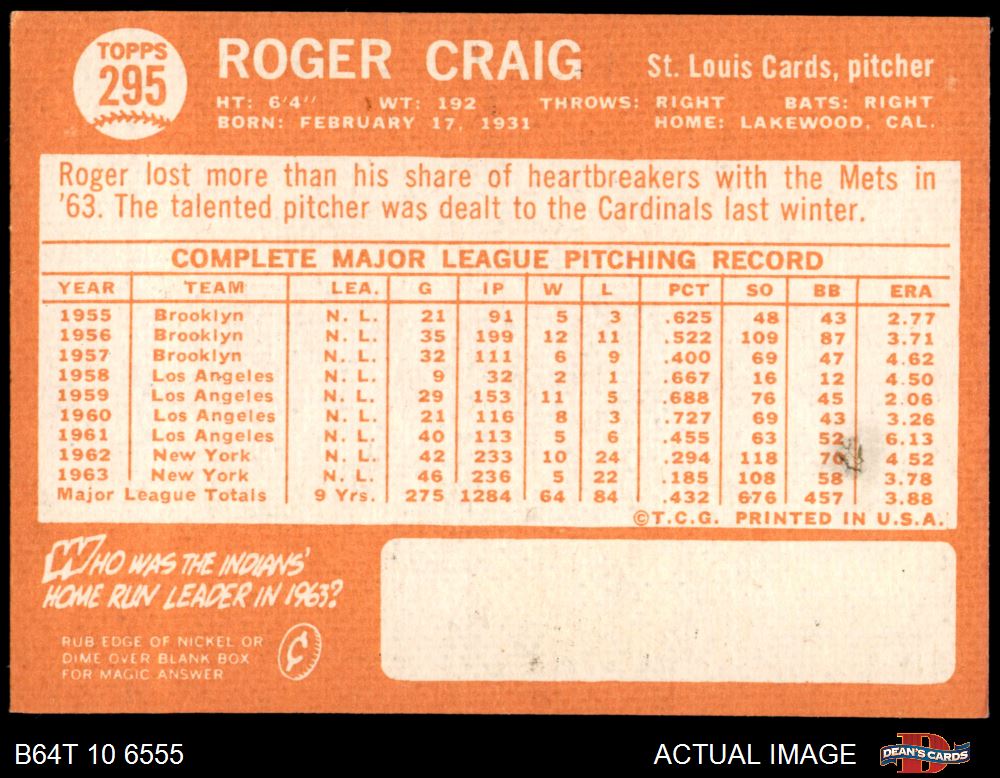 TOPPS
295
ROGER CRAIG
St. Louis Cards, pitcher
HT: 6'4" WT: 192 THROWS: RIGHT BATS: RIGHT
BORN: FEBRUARY 17, 1931 HOME: LAKEWOOD, CAL.
Roger lost more than his share of heartbreakers with the Mets in
'63. The talented pitcher was dealt to the Cardinals last winter.
COMPLETE MAJOR LEAGUE PITCHING RECORD
YEAR TEAM LEA. G IP W L PCT SO BB ERA
1955 Brooklyn N. L. 21 91 5 3 .625 48 43 2.77
1956 Brooklyn N. L. 35 199 12 11 .522 109 87 3.71
1957 Brooklyn N. L. 32 111 6 9 .400 69 47 4.62
1958 Los Angeles N. L. 9 32 2 1 .667 16 12 4.50
1959 Los Angeles N. L. 29 153 11 5 .688 76 45 2.06
1960 Los Angeles N. L. 21 116 8 3 .727 69 43 3.26
1961 Los Angeles N. L. 40 113 5 6 .455 63 52 6.13
1962 New York N. L. 42 233 10 24 .294 118 70 4.52
1963 New York N. L. 46 236 5 22 .185 108 58 3.78
Major League Totals 9 Yrs. 275 1284 64 84 .432 676 457 3.88
©T.C.G. PRINTED IN U.S.A.
WHO WAS THE INDIANS'
HOME RUN LEADER IN 1963?
RUB EDGE OF NICKEL OR
DIME OVER BLANK BOX
FOR MAGIC ANSWER
¢
B64T 10 6555
ACTUAL IMAGE
D
DEAN'S CARDS